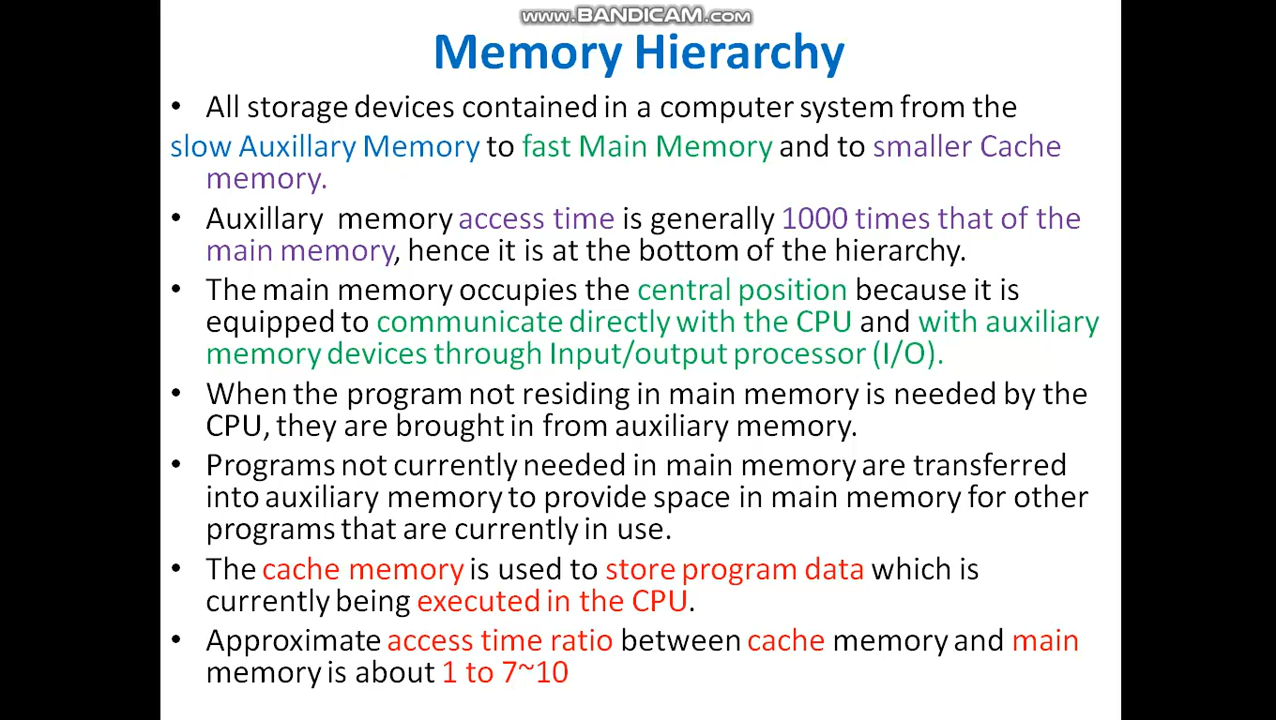 www.BANDICAM.com
Memory Hierarchy
• All storage devices contained in a computer system from the
slow Auxillary Memory to fast Main Memory and to smaller Cache
memory.
• Auxillary memory access time is generally 1000 times that of the
main memory, hence it is at the bottom of the hierarchy.
• The main memory occupies the central position because it is
equipped to communicate directly with the CPU and with auxiliary
memory devices through Input/output processor (I/O).
• When the program not residing in main memory is needed by the
CPU, they are brought in from auxiliary memory.
• Programs not currently needed in main memory are transferred
into auxiliary memory to provide space in main memory for other
programs that are currently in use.
• The cache memory is used to store program data which is
currently being executed in the CPU.
• Approximate access time ratio between cache memory and main
memory is about 1 to 7~10